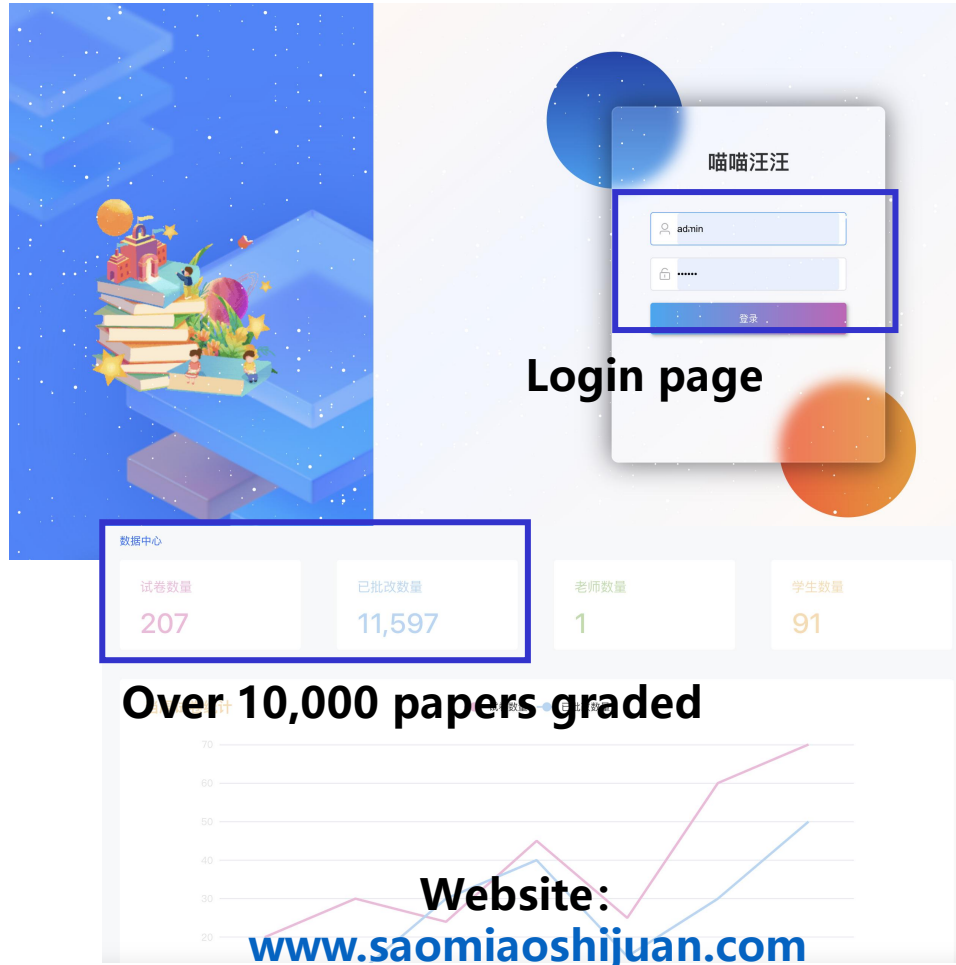 喵喵汪汪
admin
••••••
登录
Login page
数据中心
试卷数量
已批改数量
老师数量
学生数量
207
11,597
1
91
Over 10,000 papers graded
70
60
50
40
30
20
Website:
www.saomiaoshijuan.com